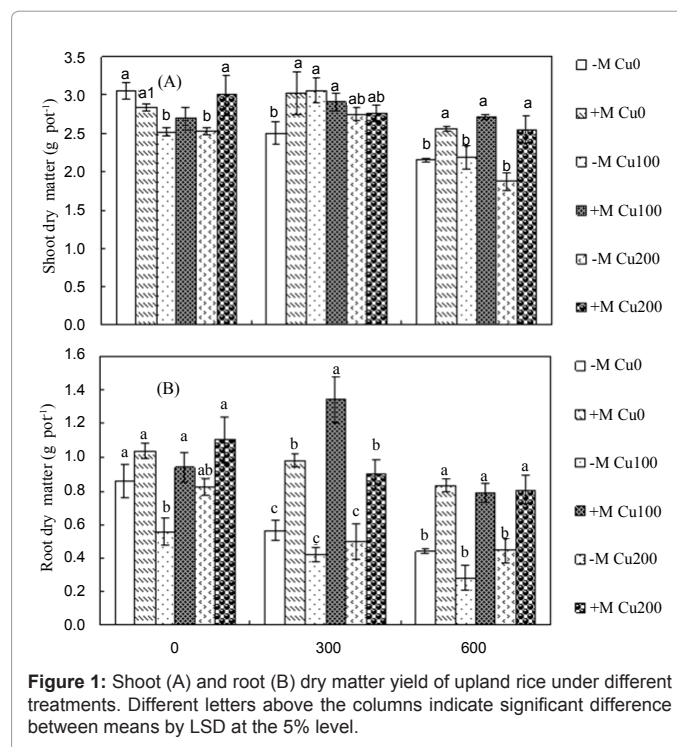 3.5
3.0
2.5
2.0
1.5
1.0
0.5
0.0
Shoot dry matter (g pot-1)
(A)
a a1 b b a
b a a a ab ab
b a b a b a
-M Cu0
+M Cu0
-M Cu100
+M Cu100
-M Cu200
+M Cu200
1.6
1.4
1.2
1.0
0.8
0.6
0.4
0.2
0.0
Root dry matter (g pot-1)
(B)
a a b a ab a
c b c a c b
b a b a b a
-M Cu0
+M Cu0
-M Cu100
+M Cu100
-M Cu200
+M Cu200
0 300 600
Figure 1: Shoot (A) and root (B) dry matter yield of upland rice under different
treatments. Different letters above the columns indicate significant difference
between means by LSD at the 5% level.